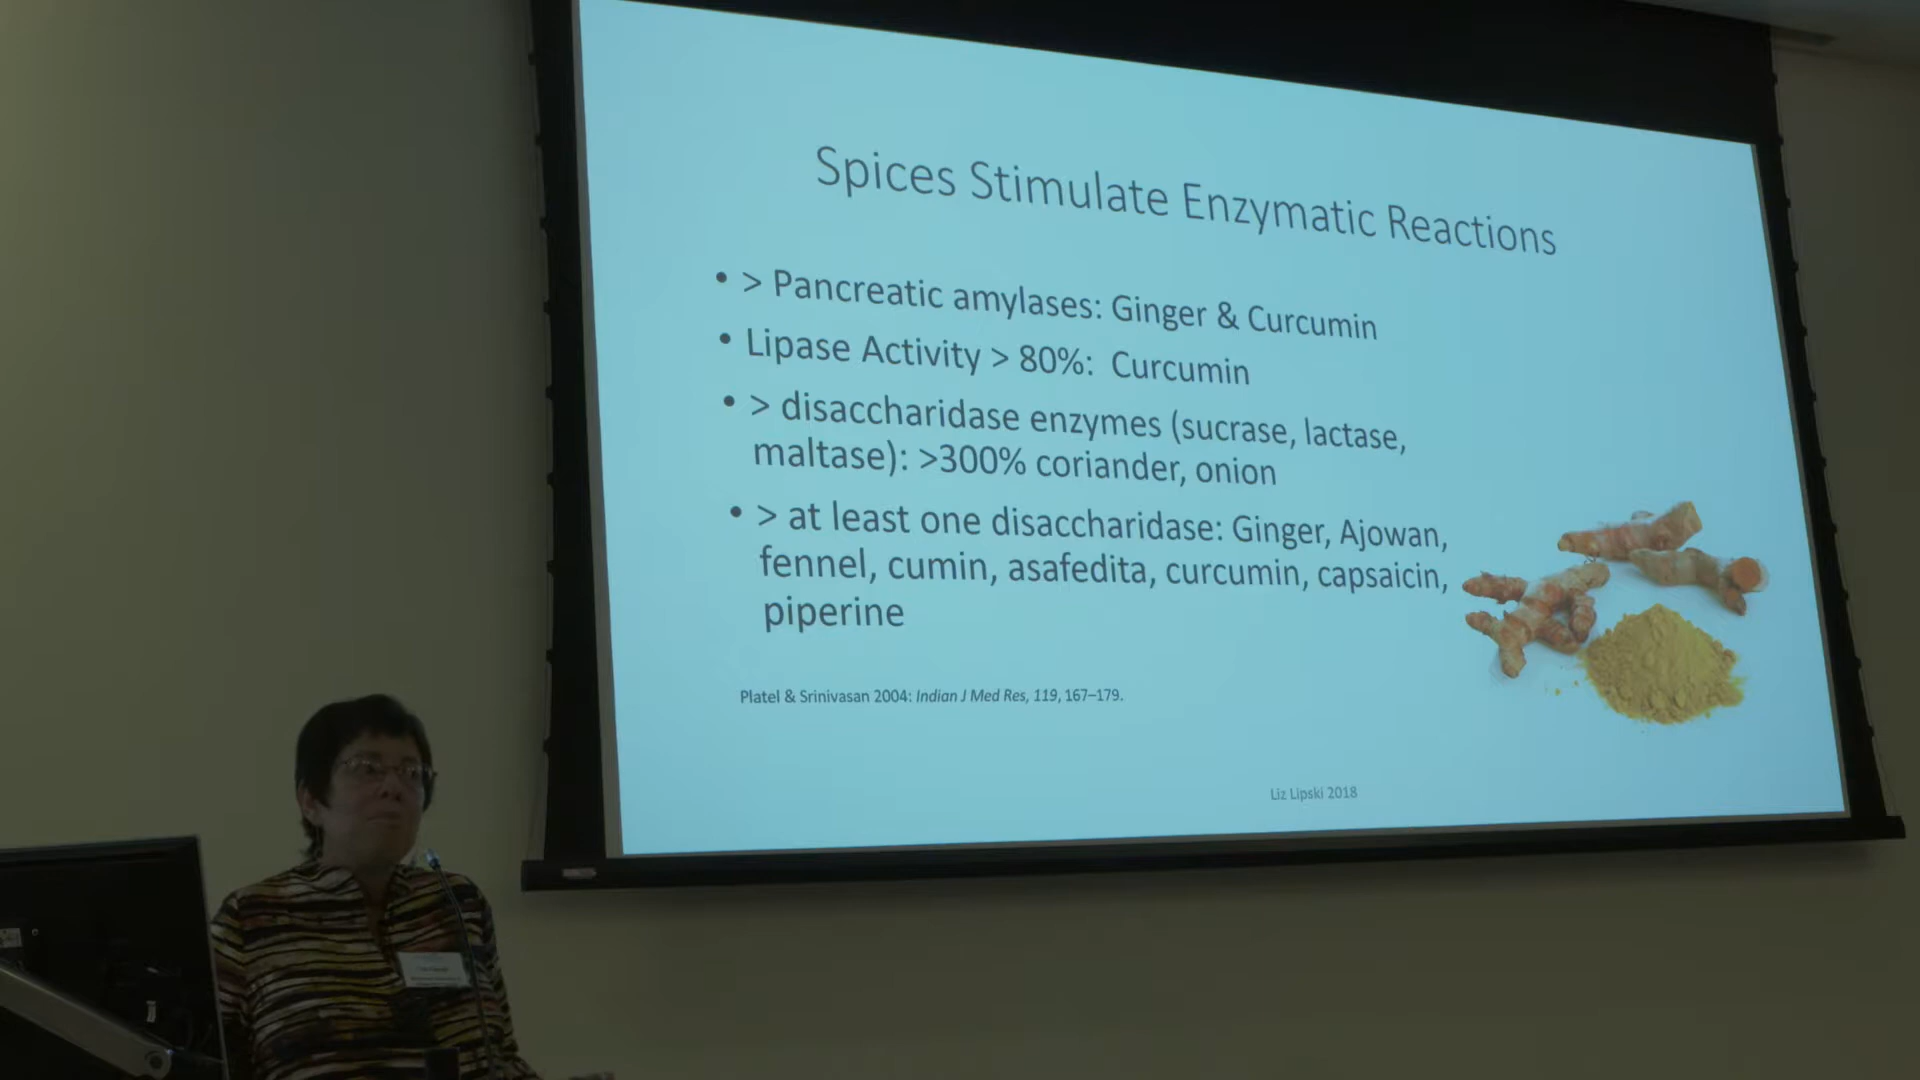 Spices Stimulate Enzymatic Reactions
• > Pancreatic amylases: Ginger & Curcumin
• Lipase Activity > 80%: Curcumin
• > disaccharidase enzymes (sucrase, lactase,
maltase): >300% coriander, onion
• > at least one disaccharidase: Ginger, Ajowan,
fennel, cumin, asafedita, curcumin, capsaicin,
piperine
Platel & Srinivasan 2004: Indian J Med Res, 119, 167–179.
Liz Lipski 2018